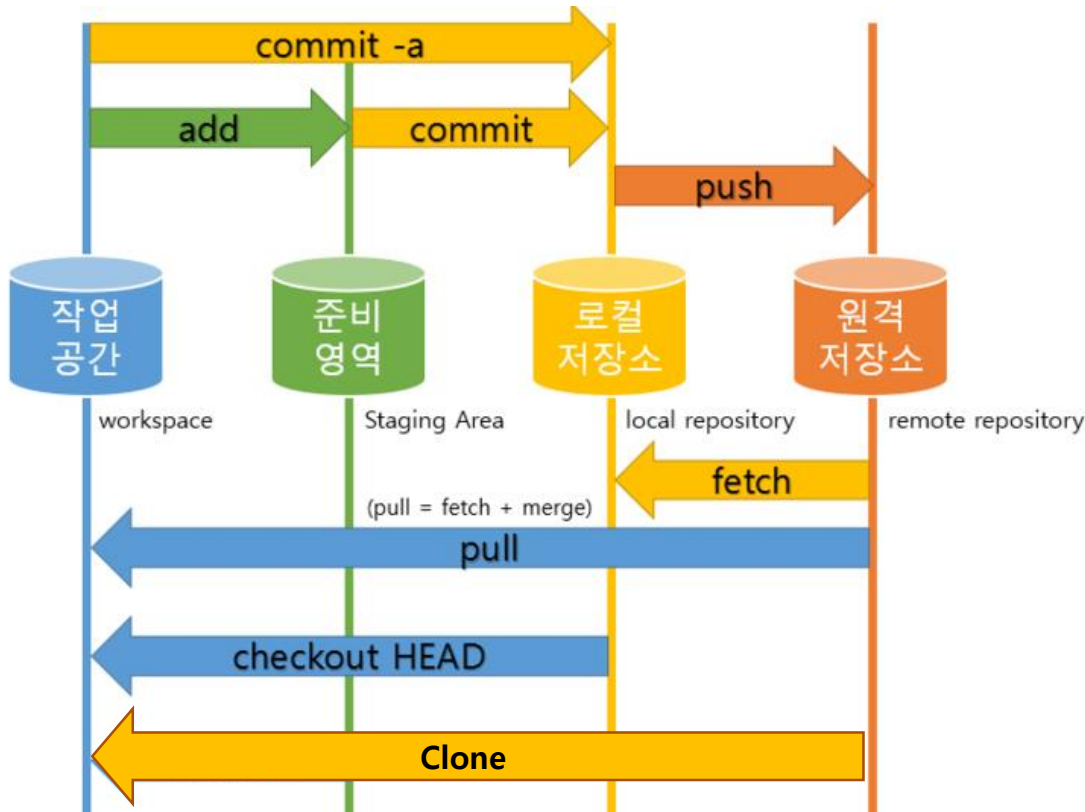 commit -a
add
commit
push
작업
공간
준비
영역
로컬
저장소
원격
저장소
workspace
Staging Area
local repository
remote repository
fetch
(pull = fetch + merge)
pull
checkout HEAD
Clone